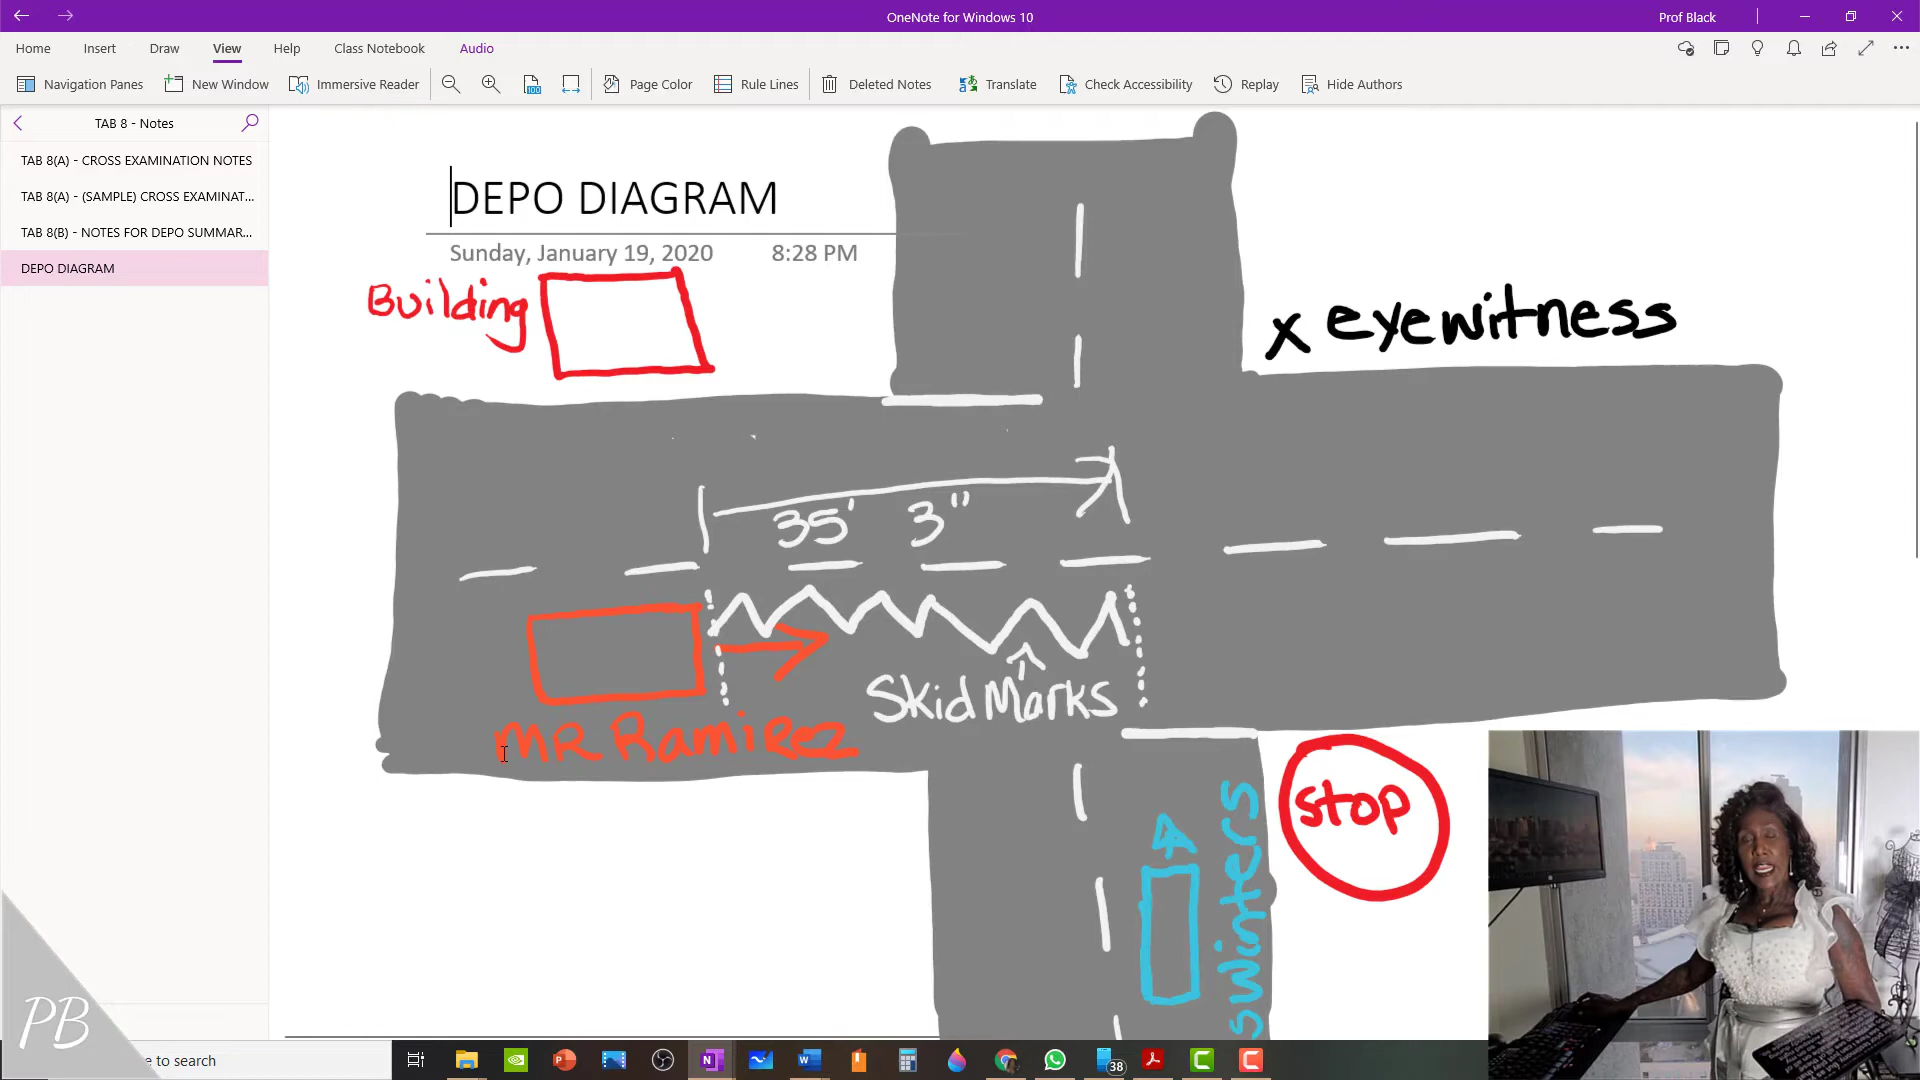 OneNote for Windows 10
Prof Black
Home Insert Draw View Help Class Notebook Audio
Navigation Panes New Window Immersive Reader 100 Page Color Rule Lines Deleted Notes Translate Check Accessibility Replay Hide Authors
TAB 8 - Notes
TAB 8(A) - CROSS EXAMINATION NOTES
TAB 8(A) - (SAMPLE) CROSS EXAMINAT...
TAB 8(B) - NOTES FOR DEPO SUMMAR...
DEPO DIAGRAM
DEPO DIAGRAM
Sunday, January 19, 2020 8:28 PM
Building
x eyewitness
35' 3"
Skid Marks
MR Ramirez
stop
swinters
PB
e to search
38